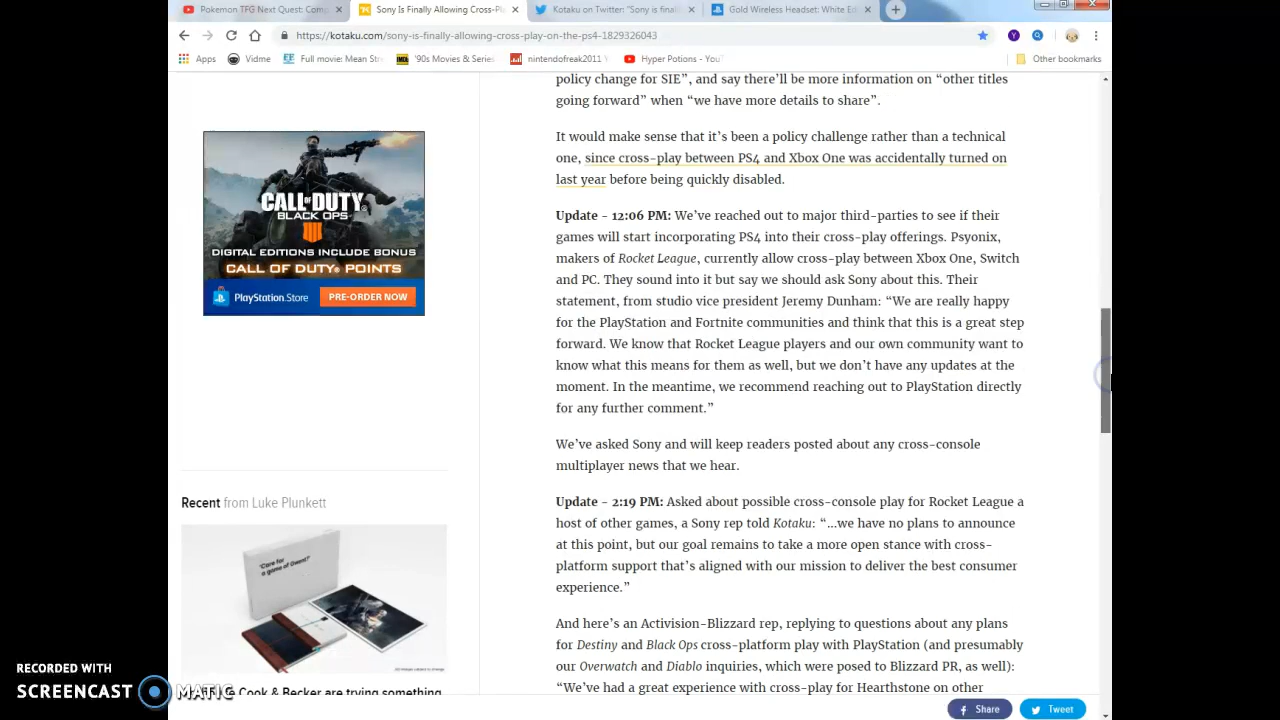 Pokemon TFG Next Quest: Comp
Sony Is Finally Allowing Cross-Pl
Kotaku on Twitter: "Sony is final
Gold Wireless Headset: White Ed
https://kotaku.com/sony-is-finally-allowing-cross-play-on-the-ps4-1829326043
Apps
Vidme
Full movie: Mean Str
'90s Movies & Series
nintendofreak2011
Hyper Potions - You
Other bookmarks
policy change for SIE”, and say there’ll be more information on “other titles
going forward” when “we have more details to share”.
It would make sense that it’s been a policy challenge rather than a technical
one, since cross-play between PS4 and Xbox One was accidentally turned on
last year before being quickly disabled.
Update - 12:06 PM: We’ve reached out to major third-parties to see if their
games will start incorporating PS4 into their cross-play offerings. Psyonix,
makers of Rocket League, currently allow cross-play between Xbox One, Switch
and PC. They sound into it but say we should ask Sony about this. Their
statement, from studio vice president Jeremy Dunham: “We are really happy
for the PlayStation and Fortnite communities and think that this is a great step
forward. We know that Rocket League players and our own community want to
know what this means for them as well, but we don’t have any updates at the
moment. In the meantime, we recommend reaching out to PlayStation directly
for any further comment.”
We’ve asked Sony and will keep readers posted about any cross-console
multiplayer news that we hear.
Update - 2:19 PM: Asked about possible cross-console play for Rocket League a
host of other games, a Sony rep told Kotaku: “…we have no plans to announce
at this point, but our goal remains to take a more open stance with cross-
platform support that’s aligned with our mission to deliver the best consumer
experience.”
And here’s an Activision-Blizzard rep, replying to questions about any plans
for Destiny and Black Ops cross-platform play with PlayStation (and presumably
our Overwatch and Diablo inquiries, which were posed to Blizzard PR, as well):
“We’ve had a great experience with cross-play for Hearthstone on other
CALL OF DUTY
BLACK OPS
IIII
DIGITAL EDITIONS INCLUDE BONUS
CALL OF DUTY® POINTS
PlayStation.Store
PRE-ORDER NOW
Recent from Luke Plunkett
'Care for
a game of Gwent?'
Cook & Becker are trying something
Share
Tweet
RECORDED WITH
SCREENCAST MATIC